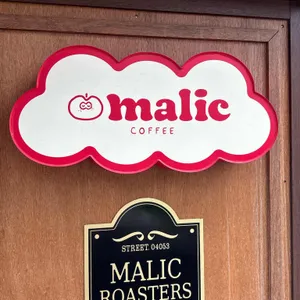 malic
COFFEE
STREET. 04053
MALIC
ROASTERS